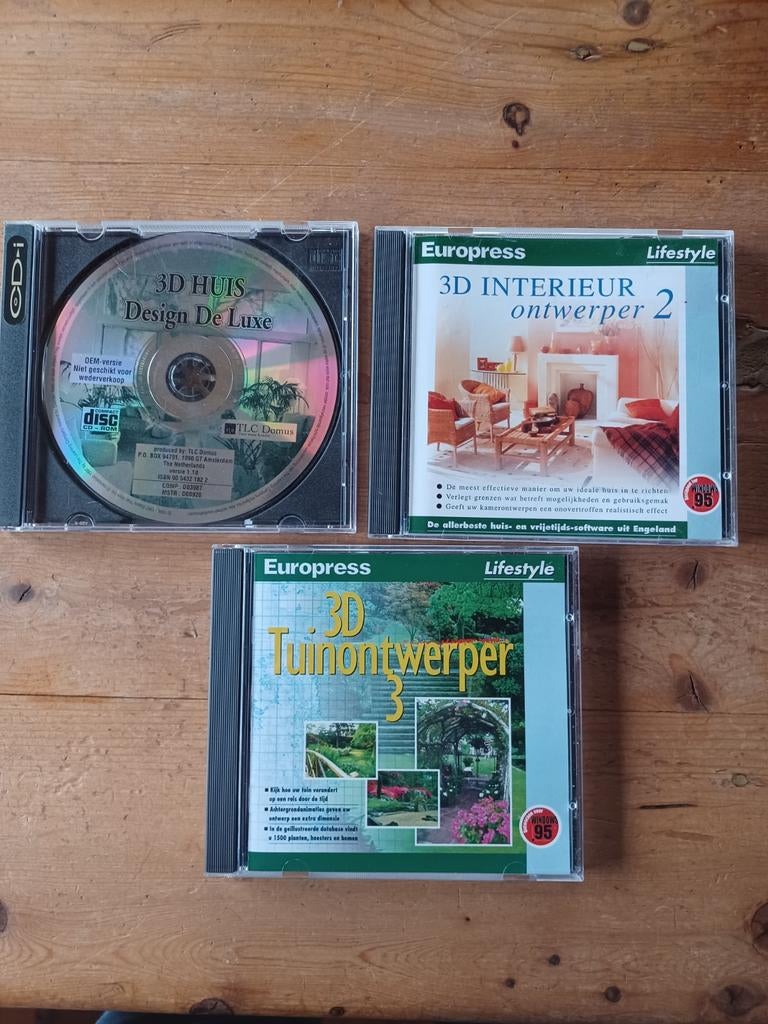 CD-i
3D HUIS
Design De Luxe
OEM-versie
Niet geschikt voor
wederverkoop
COMPACT
disc
CD-ROM
TLC Domus
produced by: TLC Domus
P.O. BOX 94791, 1090 GT Amsterdam
The Netherlands
versie 1.10
ISBN 90 5432 182 2
Europress
Lifestyle
3D INTERIEUR
ontwerper 2
• De meest effectieve manier om uw ideale huis in te richten
• Verlegt grenzen wat betreft mogelijkheden en gebruiksgemak
• Geeft uw kamerontwerpen een onovertroffen realistisch effect
WINDOWS
95
De allerbeste huis- en vrijetijds-software uit Engeland
Europress
Lifestyle
3D
Tuinontwerper
3
■ Kijk hoe uw tuin verandert
op een reis door de tijd
■ Achtergrondanimaties geven uw
ontwerp een extra dimensie
■ In de geïllustreerde database vindt
u 1500 planten, heesters en bomen
WINDOWS
95